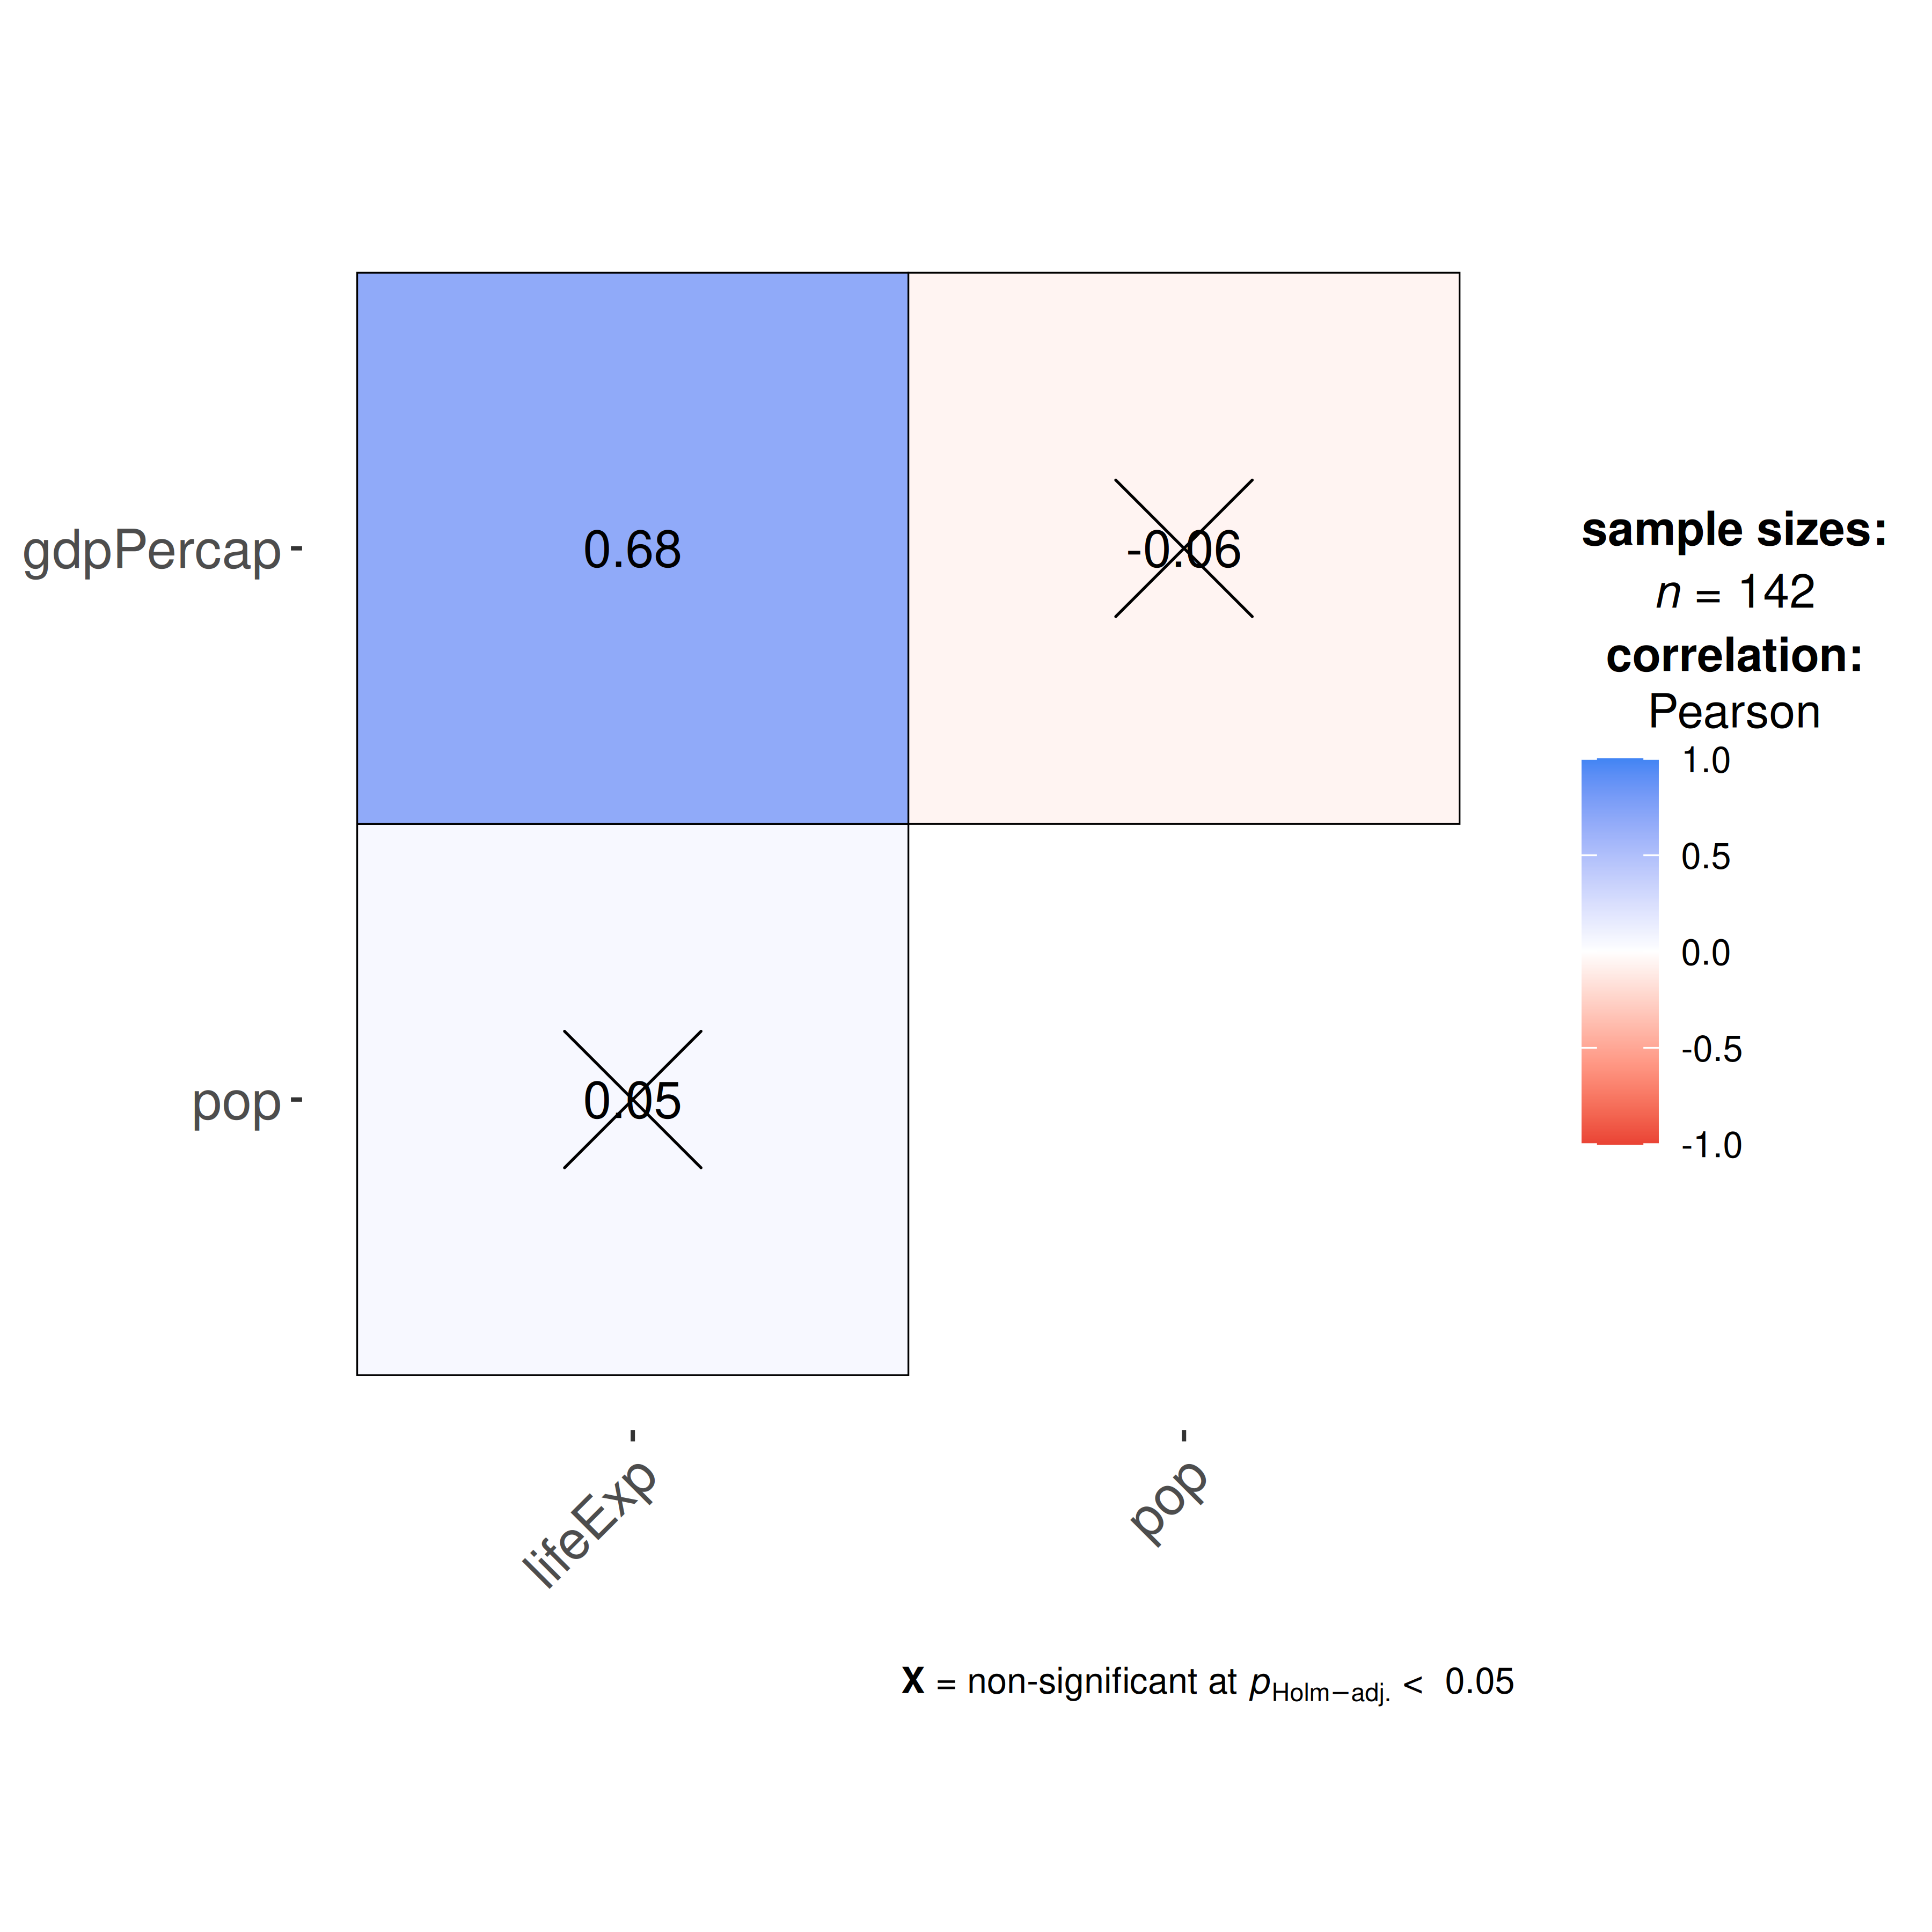 gdpPercap
0.68
-0.06
sample sizes:
n = 142
correlation:
Pearson
1.0
0.5
0.0
-0.5
-1.0
pop
0.05
lifeExp
pop
X = non-significant at pHolm−adj. < 0.05